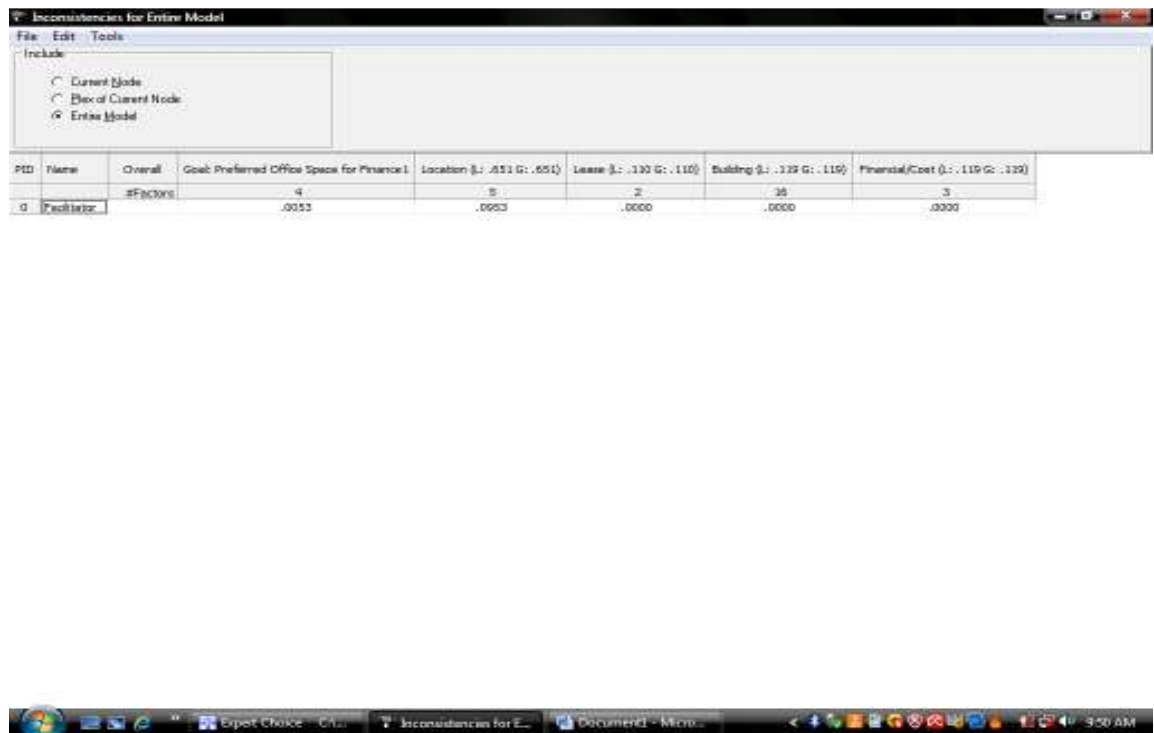 Inconsistencies for Entire Model
File Edit Tools
Include
Current Node
Plex of Current Node
Entire Model
PID Name Overall Goal: Preferred Office Space for Finance1 Location (L: .651 G: .651) Lease (L: .110 G: .110) Building (L: .119 G: .119) Financial/Cost (L: .119 G: .119)
#Factors 4 5 2 16 3
0 Facilitator .0053 .0953 .0000 .0000 .0000
Expert Choice C:\... Inconsistencies for E... Document1 - Micro... 9:50 AM